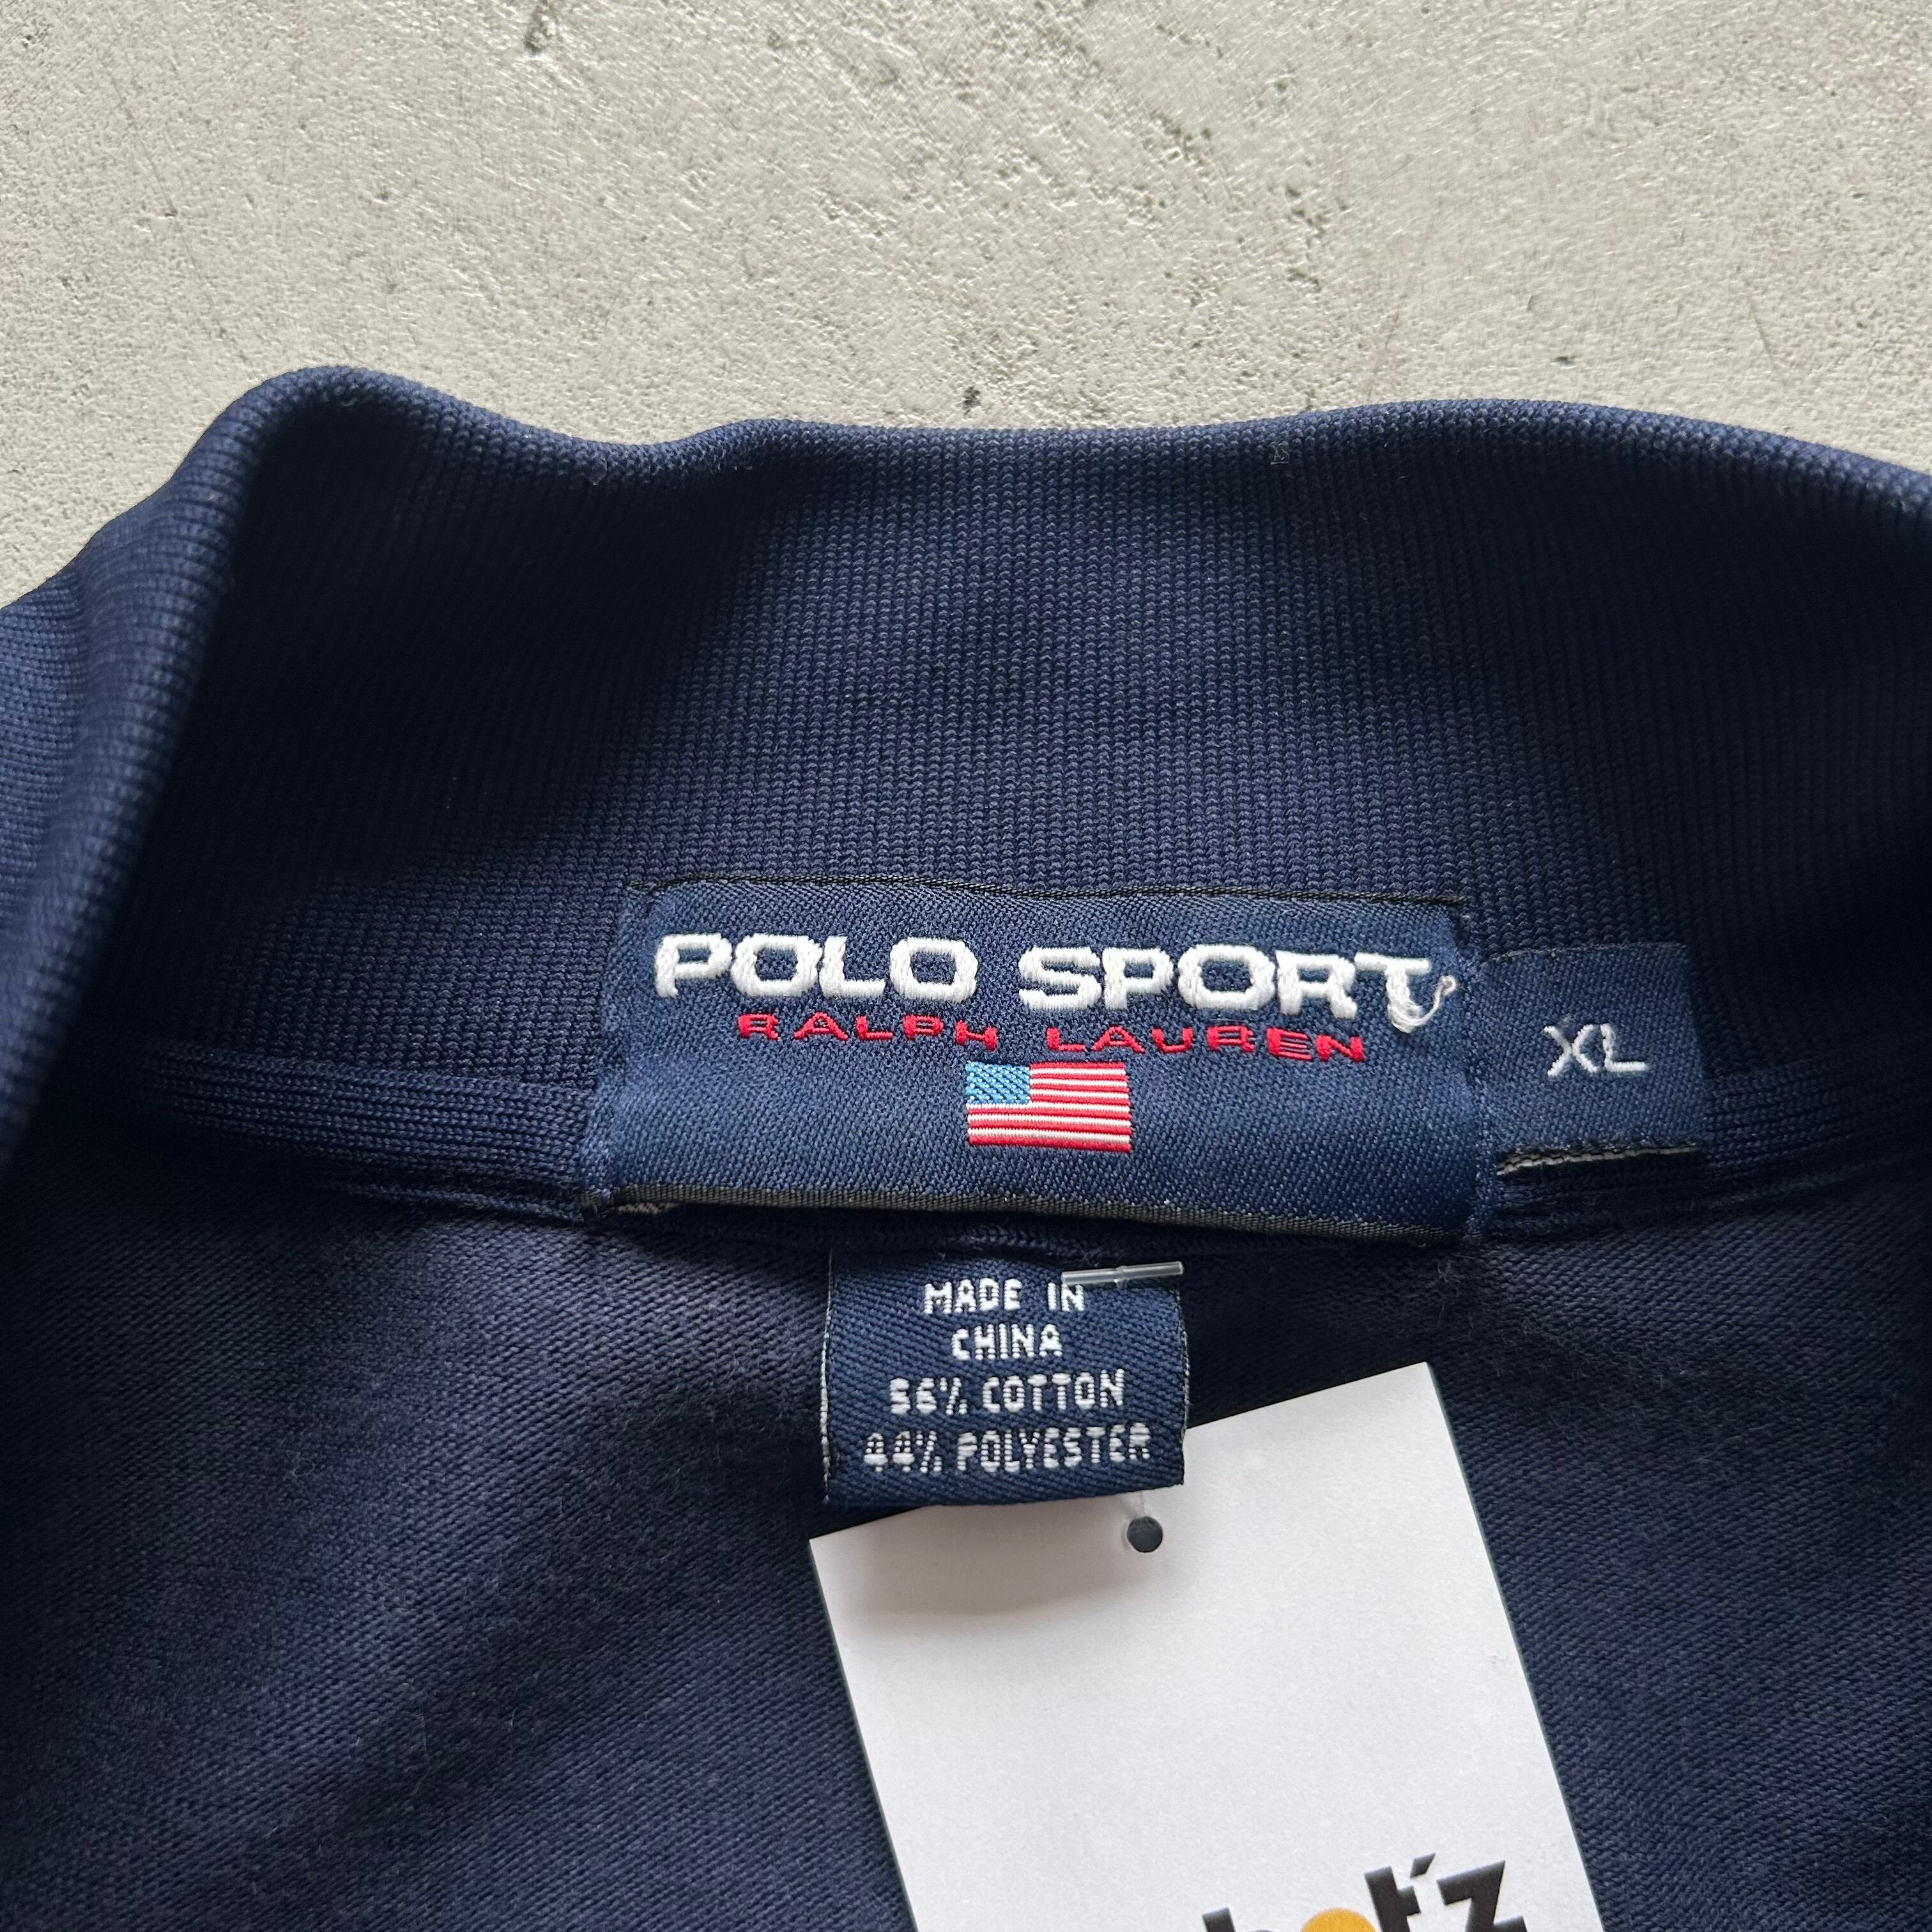 POLO SPORT
RALPH LAUREN
XL
MADE IN
CHINA
56% COTTON
44% POLYESTER